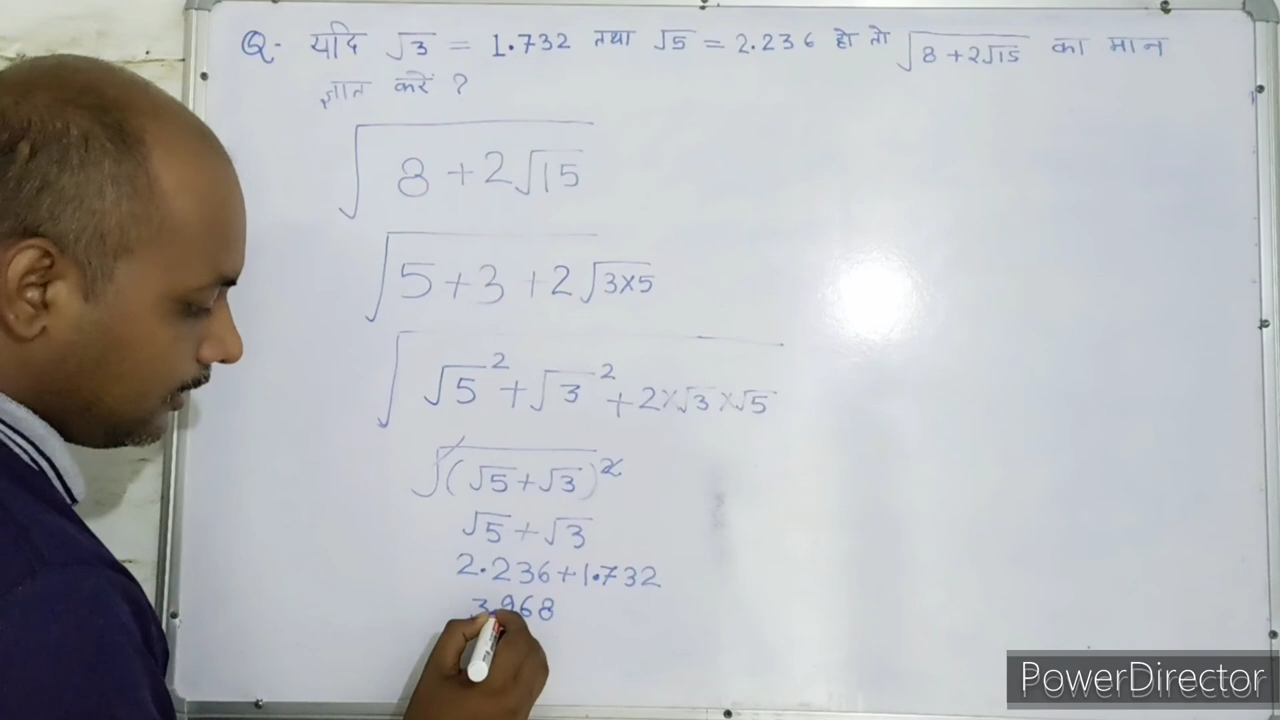 Q- यदि √3 = 1.732 तथा √5 = 2.236 हो तो √(8+2√15) का मान
ज्ञात करें ?
√(8+2√15)
√(5+3+2√(3×5))
√(√5²+√3²+2×√3×√5)
√(√5+√3)²
√5+√3
2.236+1.732
3.968
PowerDirector